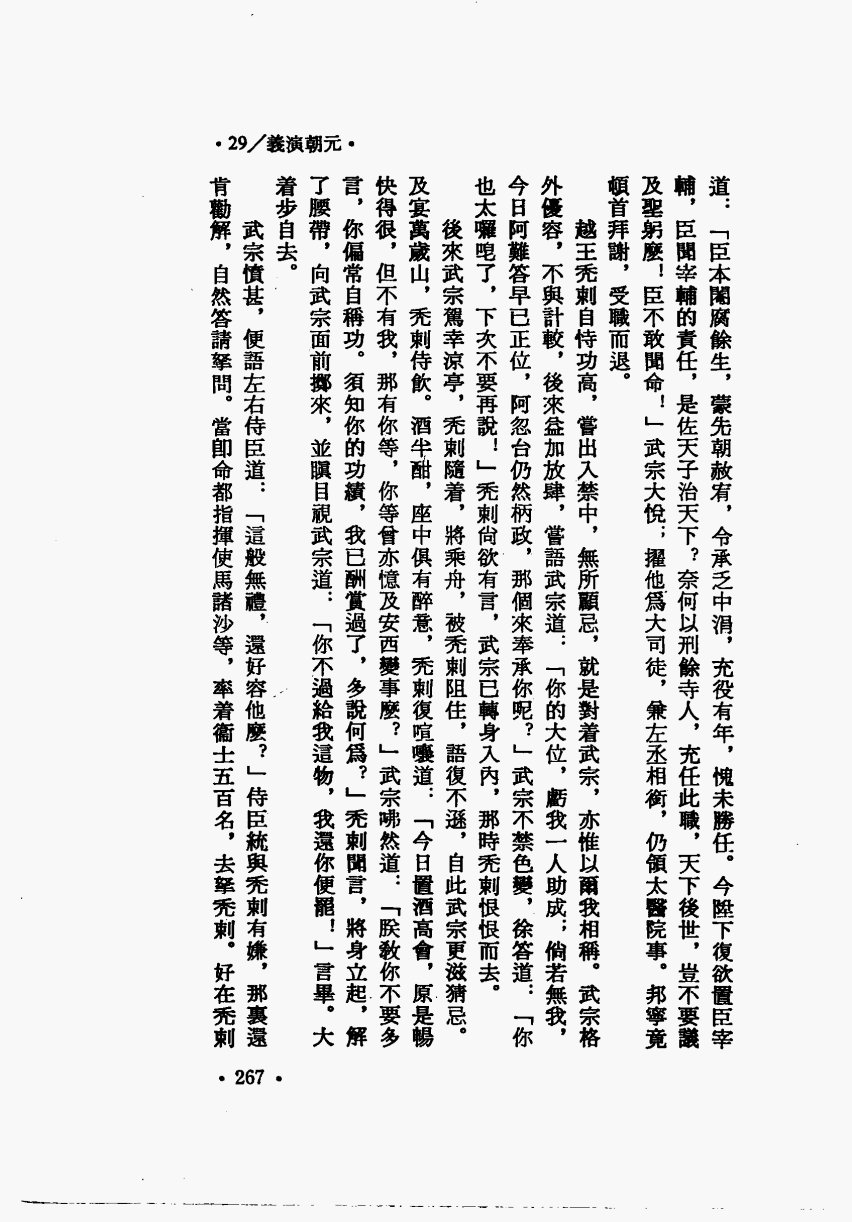 •29／義演朝元•
道：「臣本閹腐餘生，蒙先朝赦宥，令承乏中涓，充役有年，愧未勝任。今陛下復欲置臣宰
輔，臣聞宰輔的責任，是佐天子治天下？奈何以刑餘寺人，充任此職，天下後世，豈不要議
及聖躬麼！臣不敢聞命！」武宗大悅；擢他爲大司徒，兼左丞相銜，仍領太醫院事。邦寧竟
頓首拜謝，受職而退。
越王禿剌自恃功高，嘗出入禁中，無所顧忌，就是對着武宗，亦惟以爾我相稱。武宗格
外優容，不與計較，後來益加放肆，嘗語武宗道：「你的大位，虧我一人助成；倘若無我，
今日阿難答早已正位，阿忽台仍然柄政，那個來奉承你呢？」武宗不禁色變，徐答道：「你
也太囉唣了，下次不要再說！」禿剌尙欲有言，武宗已轉身入內，那時禿剌恨恨而去。
後來武宗駕幸涼亭，禿剌隨着，將乘舟，被禿剌阻住，語復不遜，自此武宗更滋猜忌。
及宴萬歲山，禿剌侍飲。酒半酣，座中俱有醉意，禿剌復喧嚷道：「今日置酒高會，原是暢
快得很，但不有我，那有你等，你等曾亦憶及安西變事麼？」武宗咈然道：「朕敎你不要多
言，你偏常自稱功。須知你的功績，我已酬賞過了，多說何爲？」禿剌聞言，將身立起，解
了腰帶，向武宗面前擲來，並瞋目視武宗道：「你不過給我這物，我還你便罷！」言畢。大
着步自去。
武宗憤甚，便語左右侍臣道：「這般無禮，還好容他麼？」侍臣統與禿剌有嫌，那裏還
肯勸解，自然答請拏問。當卽命都指揮使馬諸沙等，率着衞士五百名，去拏禿剌。好在禿剌
•267•